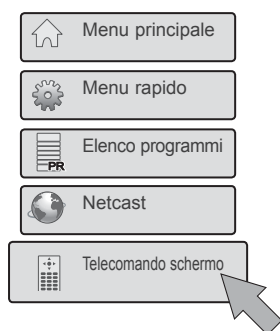 Menu principale
Menu rapido
Elenco programmi
PR
Netcast
Telecomando schermo